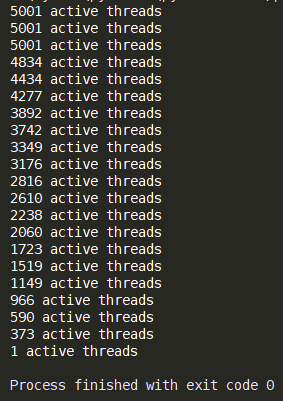 5001 active threads
5001 active threads
5001 active threads
4834 active threads
4434 active threads
4277 active threads
3892 active threads
3742 active threads
3349 active threads
3176 active threads
2816 active threads
2610 active threads
2238 active threads
2060 active threads
1723 active threads
1519 active threads
1149 active threads
966 active threads
590 active threads
373 active threads
1 active threads
Process finished with exit code 0